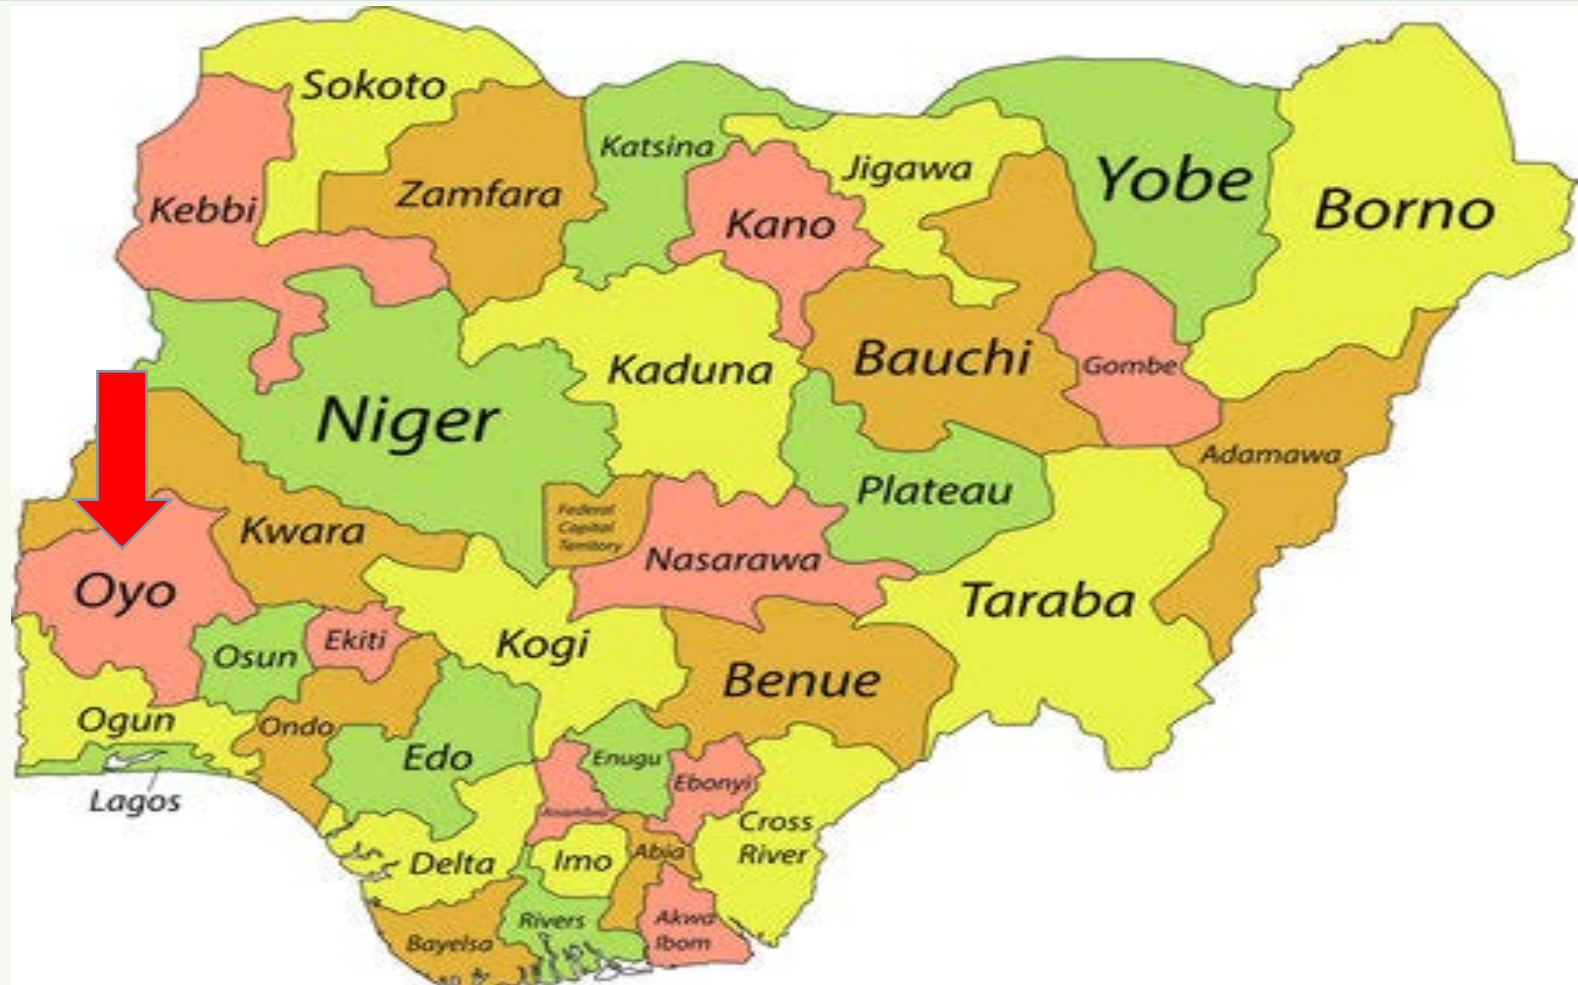 Sokoto
Katsina
Jigawa
Yobe
Borno
Kebbi
Zamfara
Kano
Niger
Kaduna
Bauchi
Gombe
Adamawa
Plateau
Kwara
Federal
Capital
Territory
Nasarawa
Oyo
Taraba
Osun
Ekiti
Kogi
Benue
Ogun
Ondo
Edo
Enugu
Ebonyi
Lagos
Cross
River
Delta
Imo
Abia
Rivers
Akwa
Ibom
Bayelsa